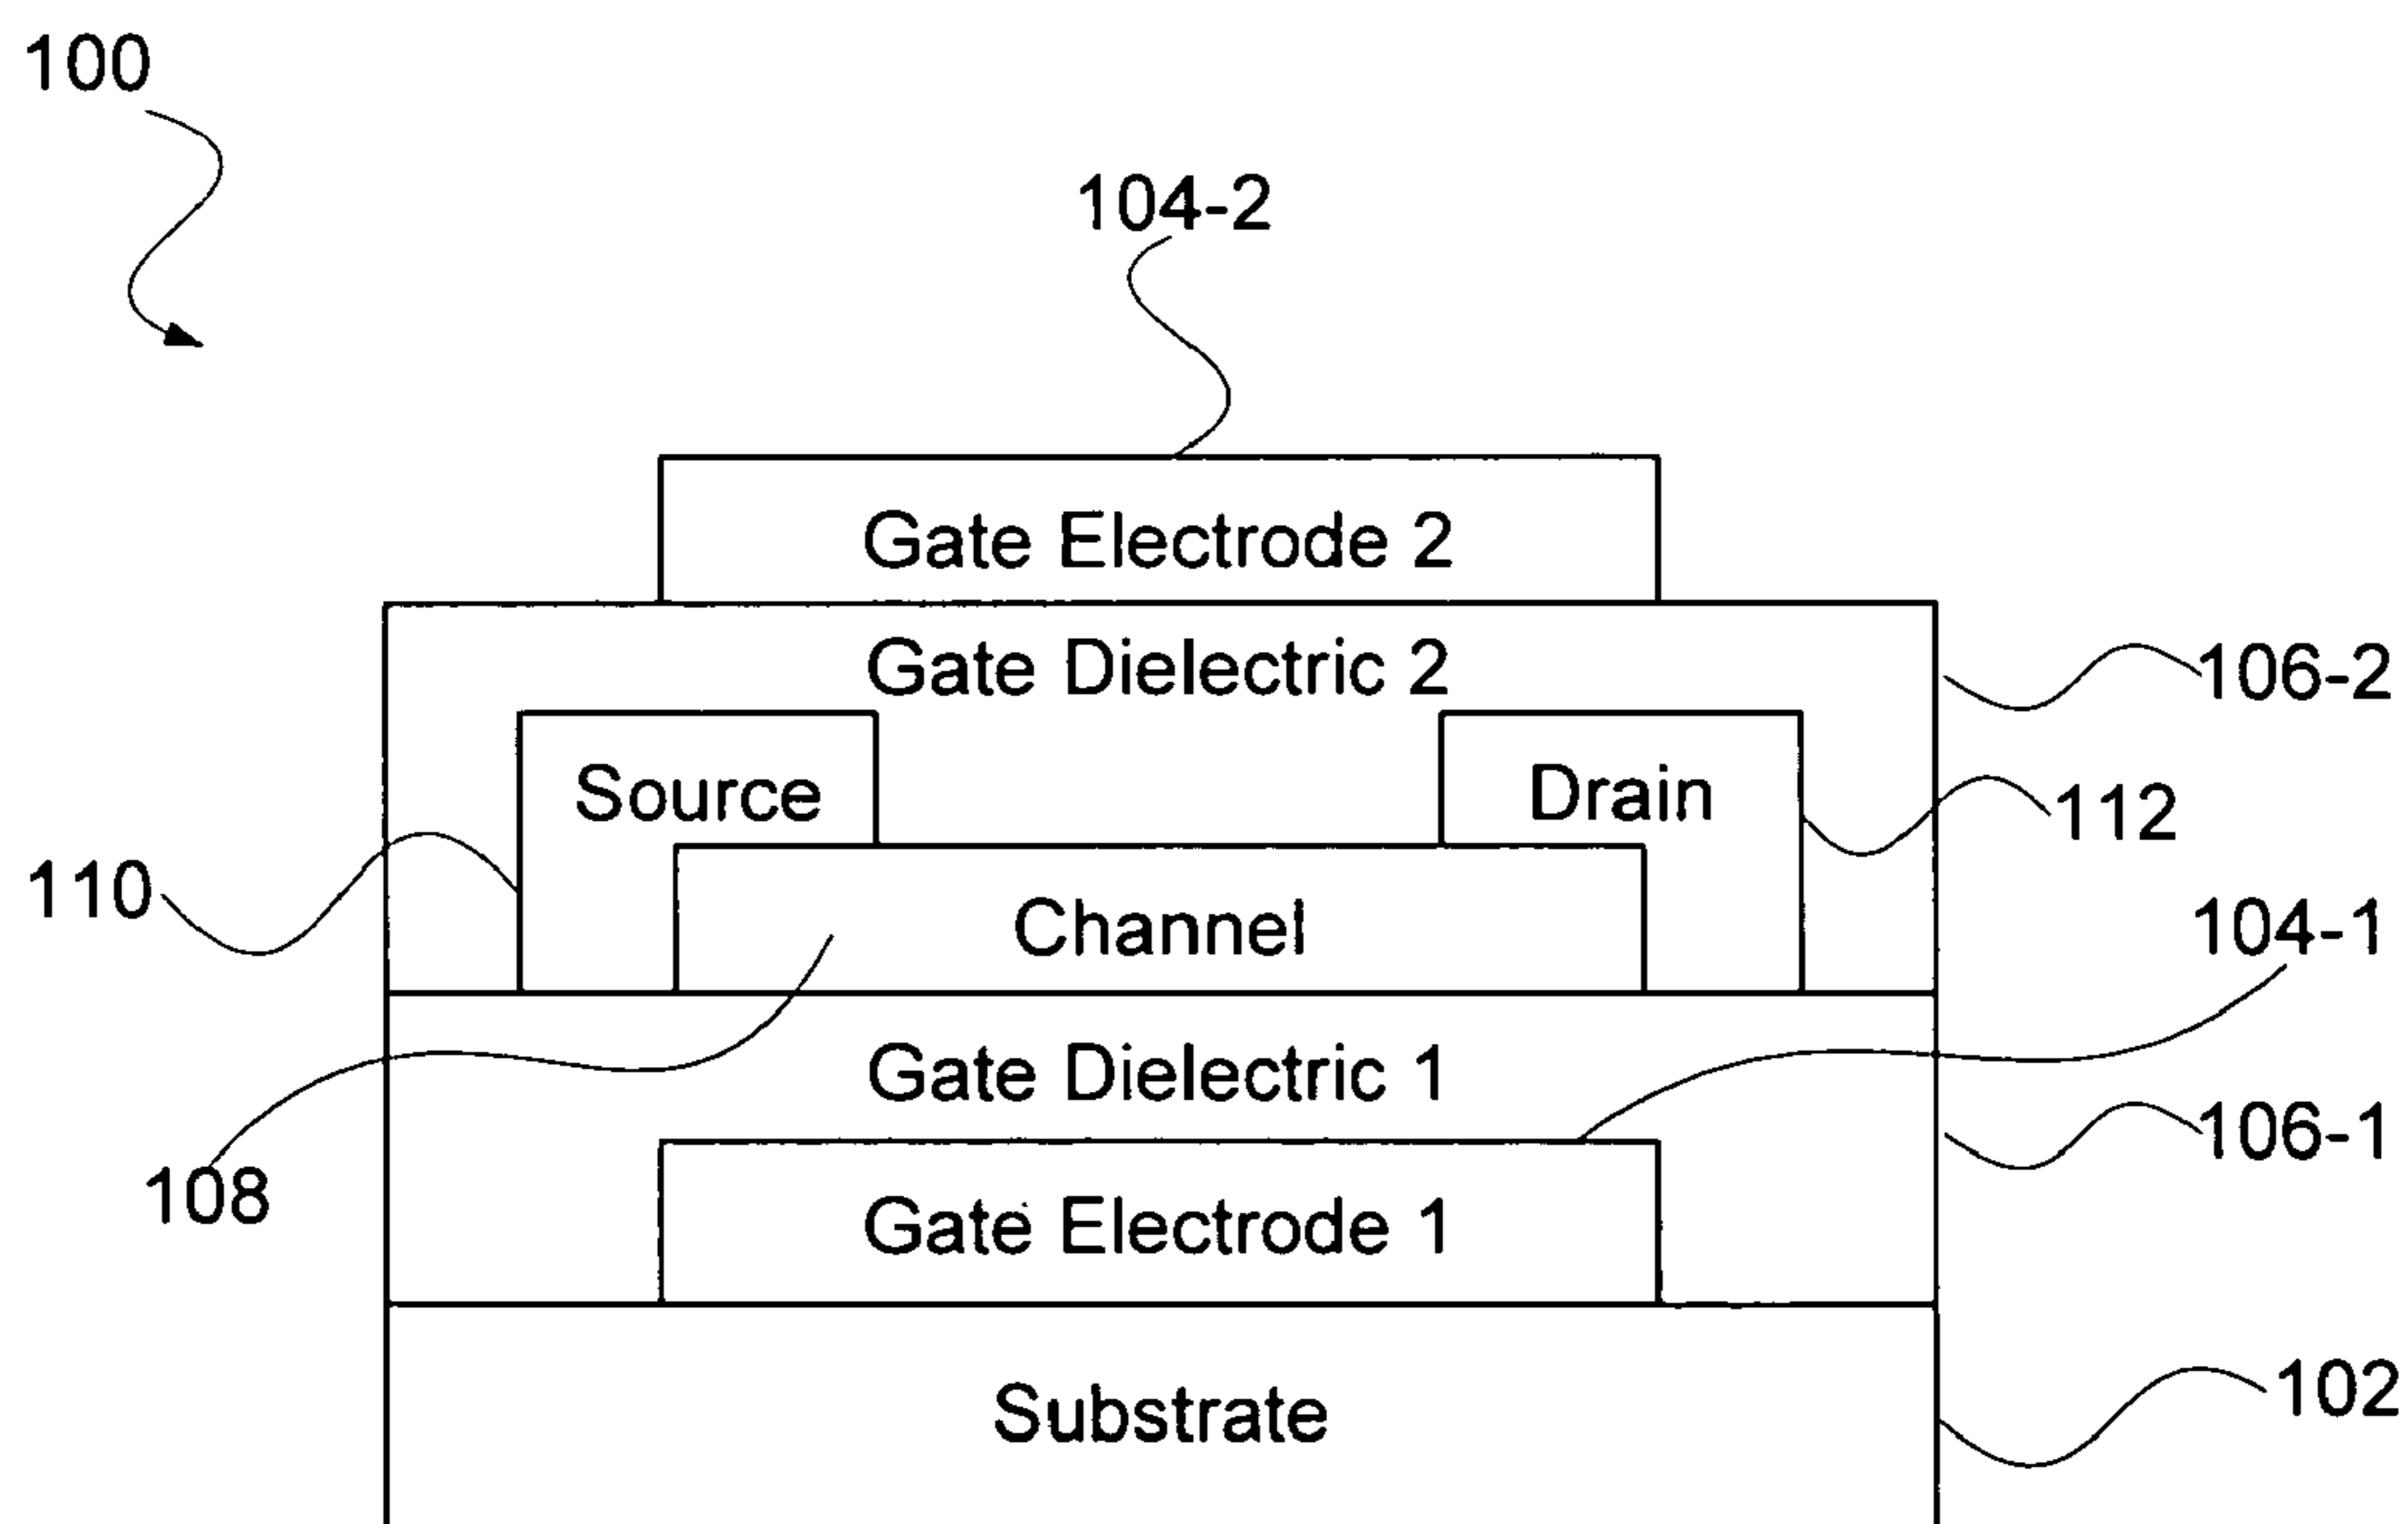 100
104-2
Gate Electrode 2
Gate Dielectric 2
106-2
Source
Drain
112
110
Channel
104-1
Gate Dielectric 1
106-1
108
Gate Electrode 1
102
Substrate